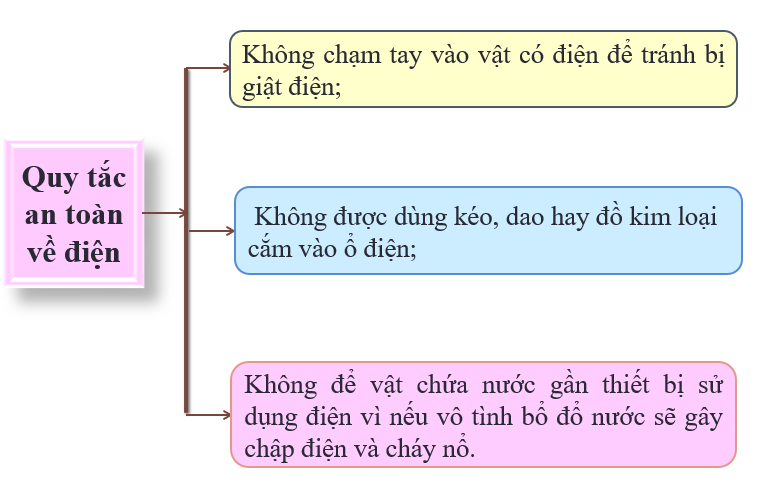 Quy tắc
an toàn
về điện
Không chạm tay vào vật có điện để tránh bị
giật điện;
Không được dùng kéo, dao hay đồ kim loại
cắm vào ổ điện;
Không để vật chứa nước gần thiết bị sử
dụng điện vì nếu vô tình bổ đổ nước sẽ gây
chập điện và cháy nổ.